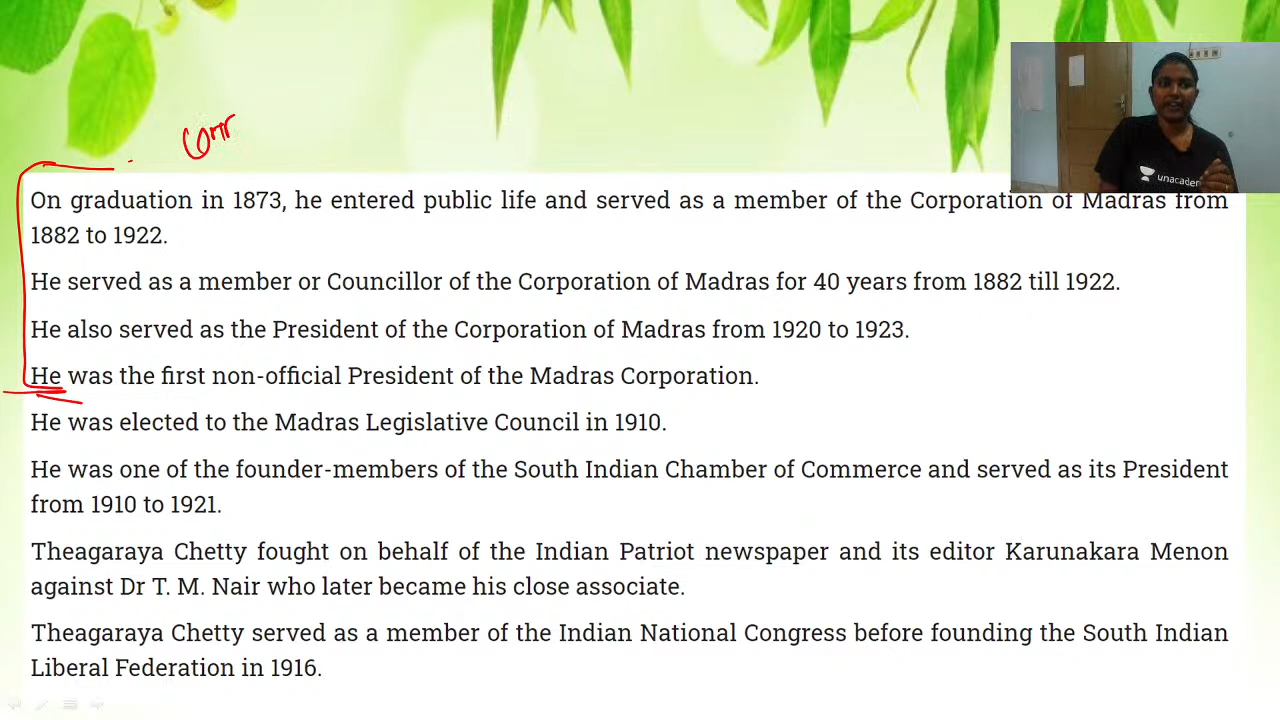 Corr
unacade
On graduation in 1873, he entered public life and served as a member of the Corporation of Madras from
1882 to 1922.
He served as a member or Councillor of the Corporation of Madras for 40 years from 1882 till 1922.
He also served as the President of the Corporation of Madras from 1920 to 1923.
He was the first non-official President of the Madras Corporation.
He was elected to the Madras Legislative Council in 1910.
He was one of the founder-members of the South Indian Chamber of Commerce and served as its President
from 1910 to 1921.
Theagaraya Chetty fought on behalf of the Indian Patriot newspaper and its editor Karunakara Menon
against Dr T. M. Nair who later became his close associate.
Theagaraya Chetty served as a member of the Indian National Congress before founding the South Indian
Liberal Federation in 1916.